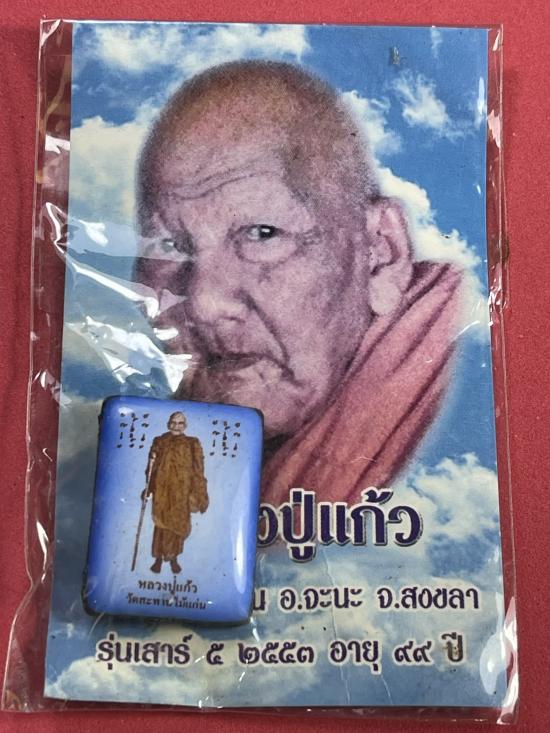 หลวงปู่แก้ว
วัดสะพานไม้แก่น
ปู่แก้ว
น อ.จะนะ จ.สงขลา
รุ่นเสาร์ ๕ ๒๕๕๓ อายุ ๙๙ ปี